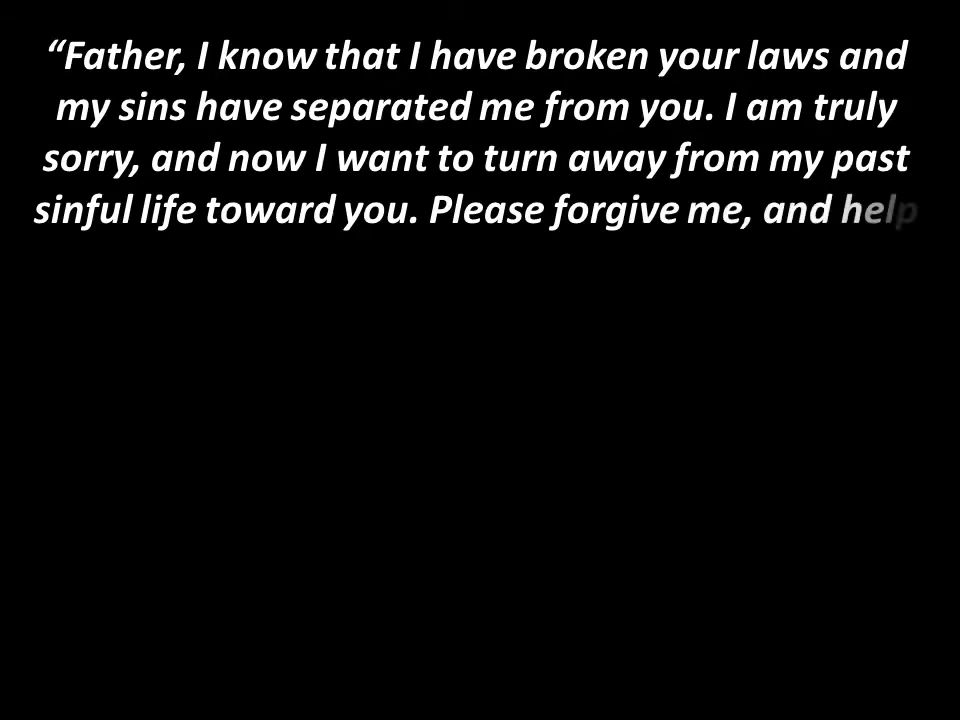 “Father, I know that I have broken your laws and
my sins have separated me from you. I am truly
sorry, and now I want to turn away from my past
sinful life toward you. Please forgive me, and help